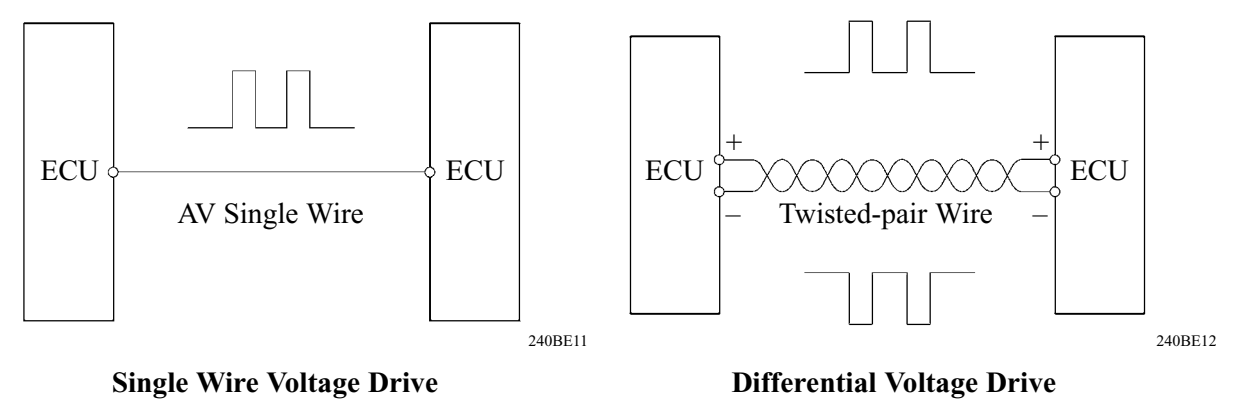 ECU
ECU
AV Single Wire
240BE11
Single Wire Voltage Drive
+
+
ECU
ECU
−
Twisted-pair Wire
−
240BE12
Differential Voltage Drive